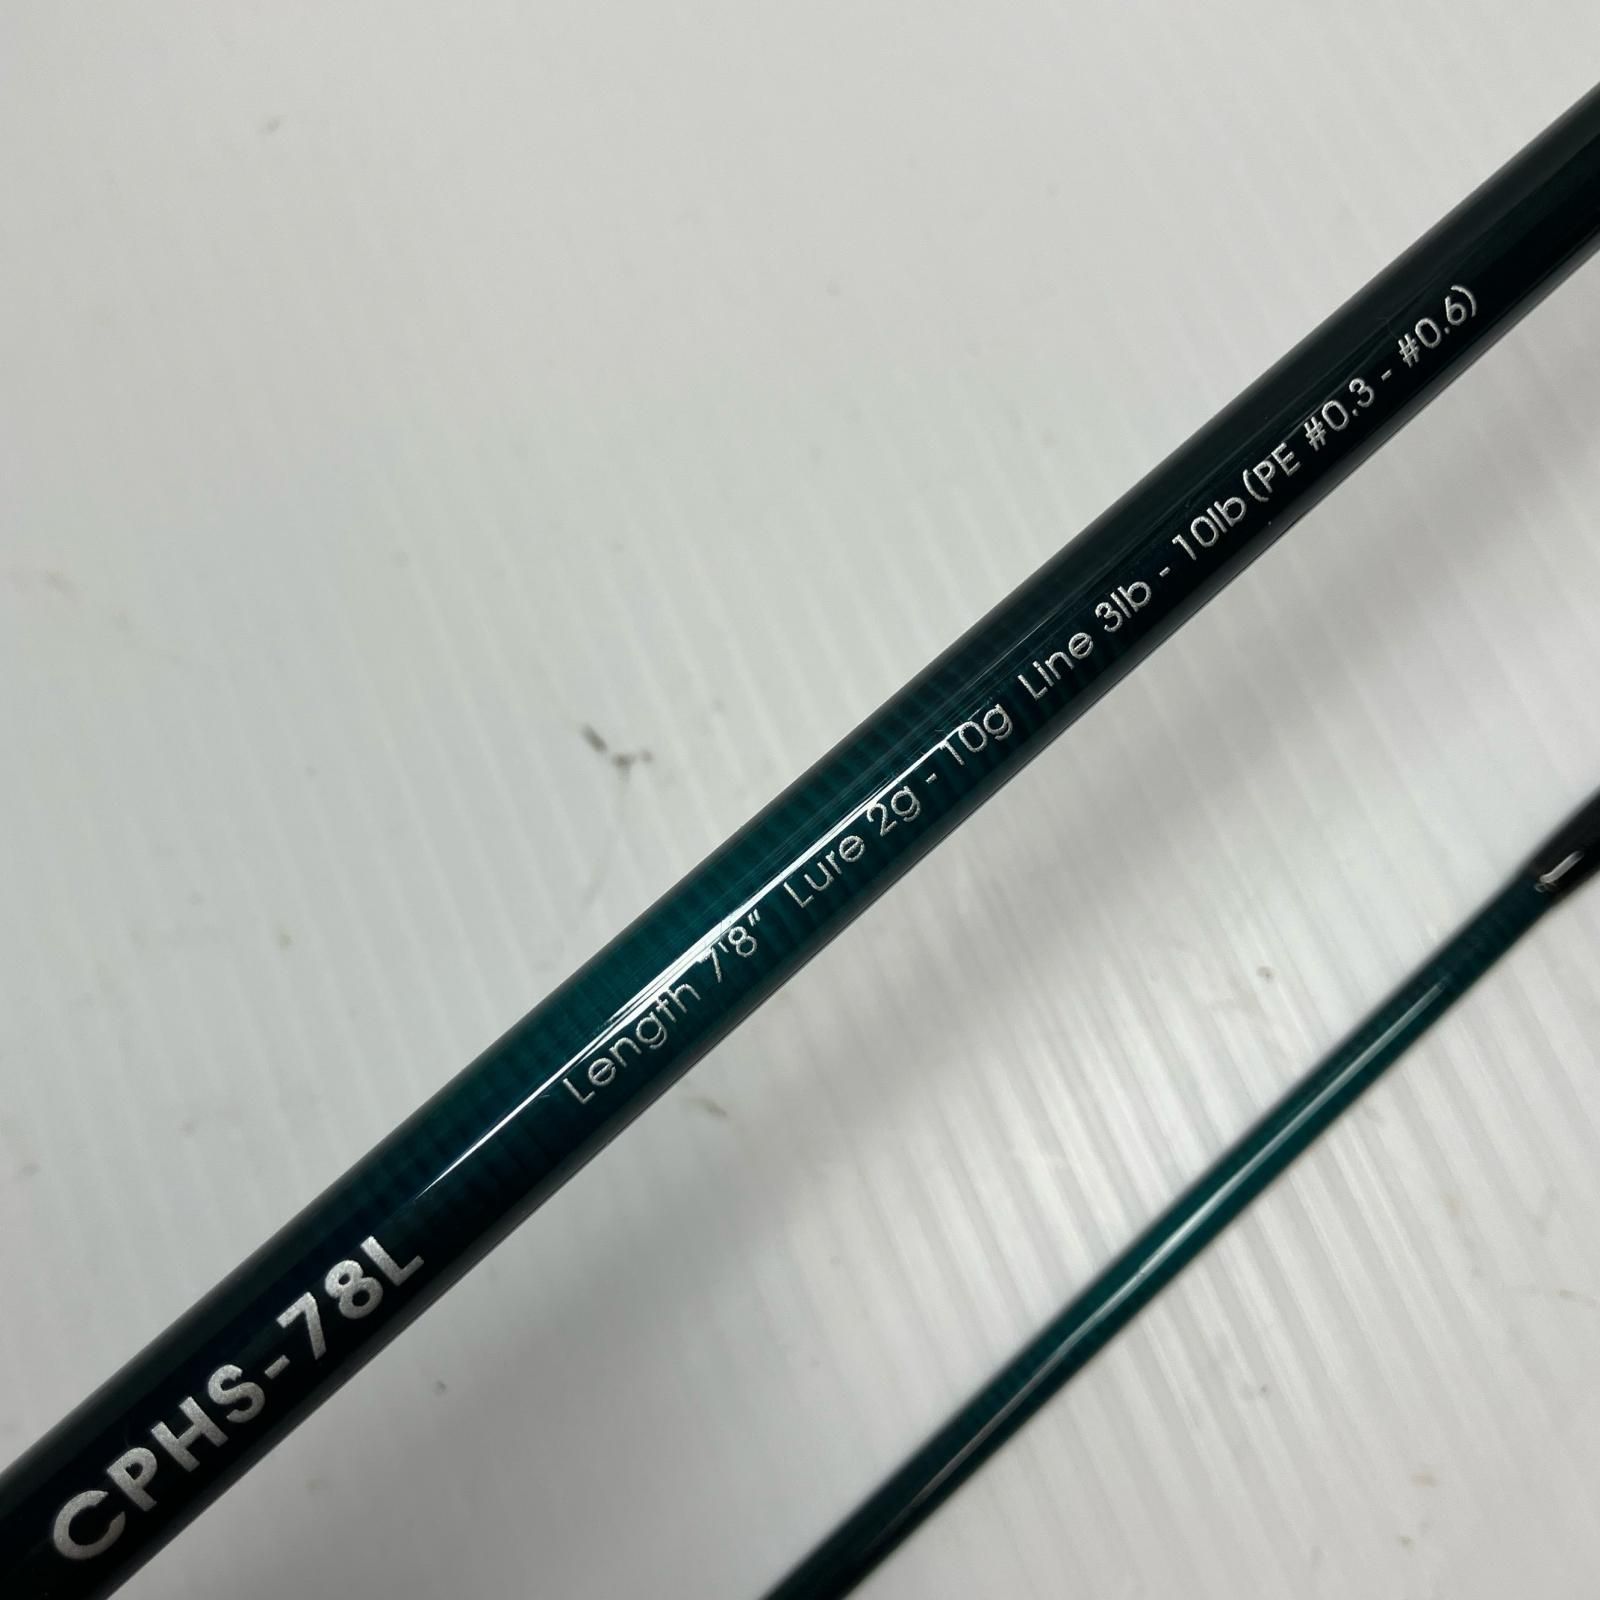 CPHS-78L
Length 7'8" Lure 2g - 10g Line 3lb - 10lb (PE #0.3 - #0.6)